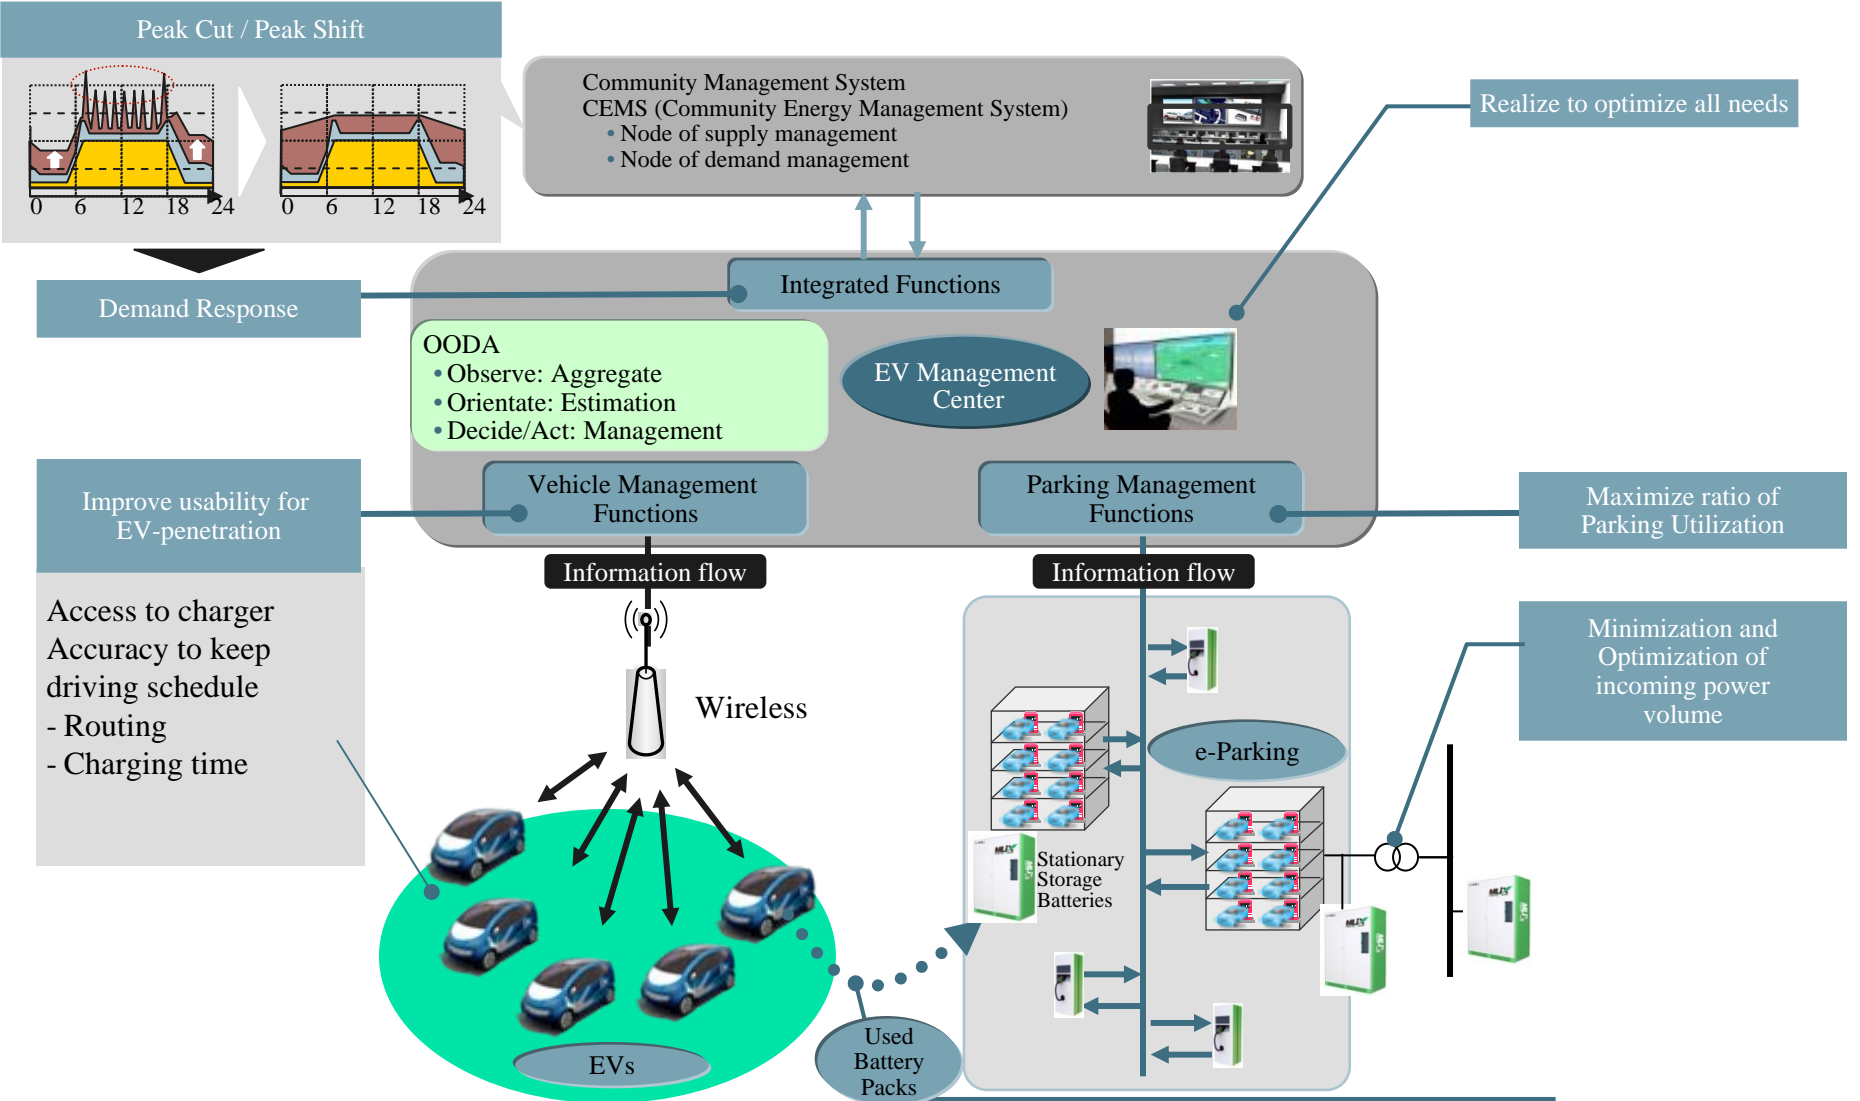 Peak Cut / Peak Shift
0 6 12 18 24
0 6 12 18 24
Community Management System
CEMS (Community Energy Management System)
• Node of supply management
• Node of demand management
Realize to optimize all needs
Demand Response
Integrated Functions
OODA
• Observe: Aggregate
• Orientate: Estimation
• Decide/Act: Management
EV Management
Center
Improve usability for
EV-penetration
Vehicle Management
Functions
Parking Management
Functions
Maximize ratio of
Parking Utilization
Information flow
Information flow
Access to charger
Accuracy to keep
driving schedule
- Routing
- Charging time
Wireless
Minimization and
Optimization of
incoming power
volume
e-Parking
Stationary
Storage
Batteries
EVs
Used
Battery
Packs